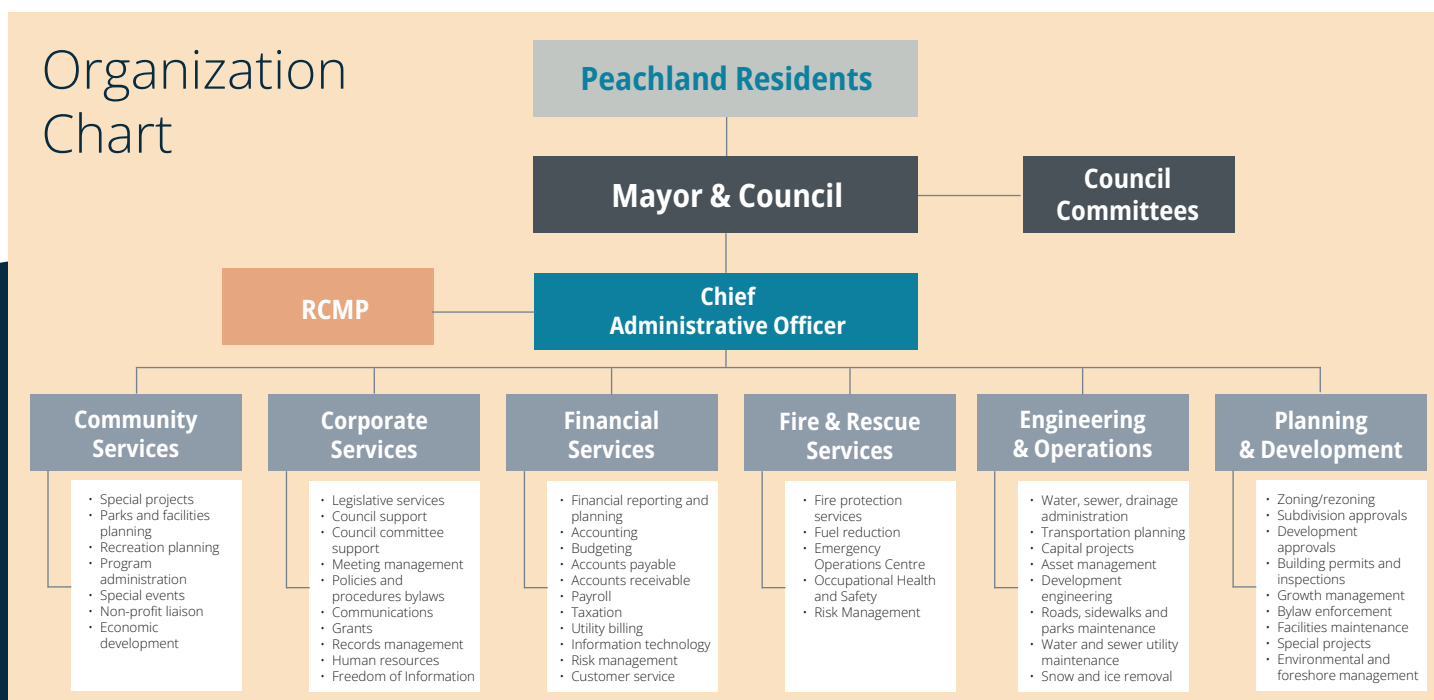 Organization
Chart
Peachland Residents
Mayor & Council
Council
Committees
RCMP
Chief
Administrative Officer
Community
Services
• Special projects
• Parks and facilities
planning
• Recreation planning
• Program
administration
• Special events
• Non-profit liaison
• Economic
development
Corporate
Services
• Legislative services
• Council support
• Council committee
support
• Meeting management
• Policies and
procedures bylaws
• Communications
• Grants
• Records management
• Human resources
• Freedom of Information
Financial
Services
• Financial reporting and
planning
• Accounting
• Budgeting
• Accounts payable
• Accounts receivable
• Payroll
• Taxation
• Utility billing
• Information technology
• Risk management
• Customer service
Fire & Rescue
Services
• Fire protection
services
• Fuel reduction
• Emergency
Operations Centre
• Occupational Health
and Safety
• Risk Management
Engineering
& Operations
• Water, sewer, drainage
administration
• Transportation planning
• Capital projects
• Asset management
• Development
engineering
• Roads, sidewalks and
parks maintenance
• Water and sewer utility
maintenance
• Snow and ice removal
Planning
& Development
• Zoning/rezoning
• Subdivision approvals
• Development
approvals
• Building permits and
inspections
• Growth management
• Bylaw enforcement
• Facilities maintenance
• Special projects
• Environmental and
foreshore management